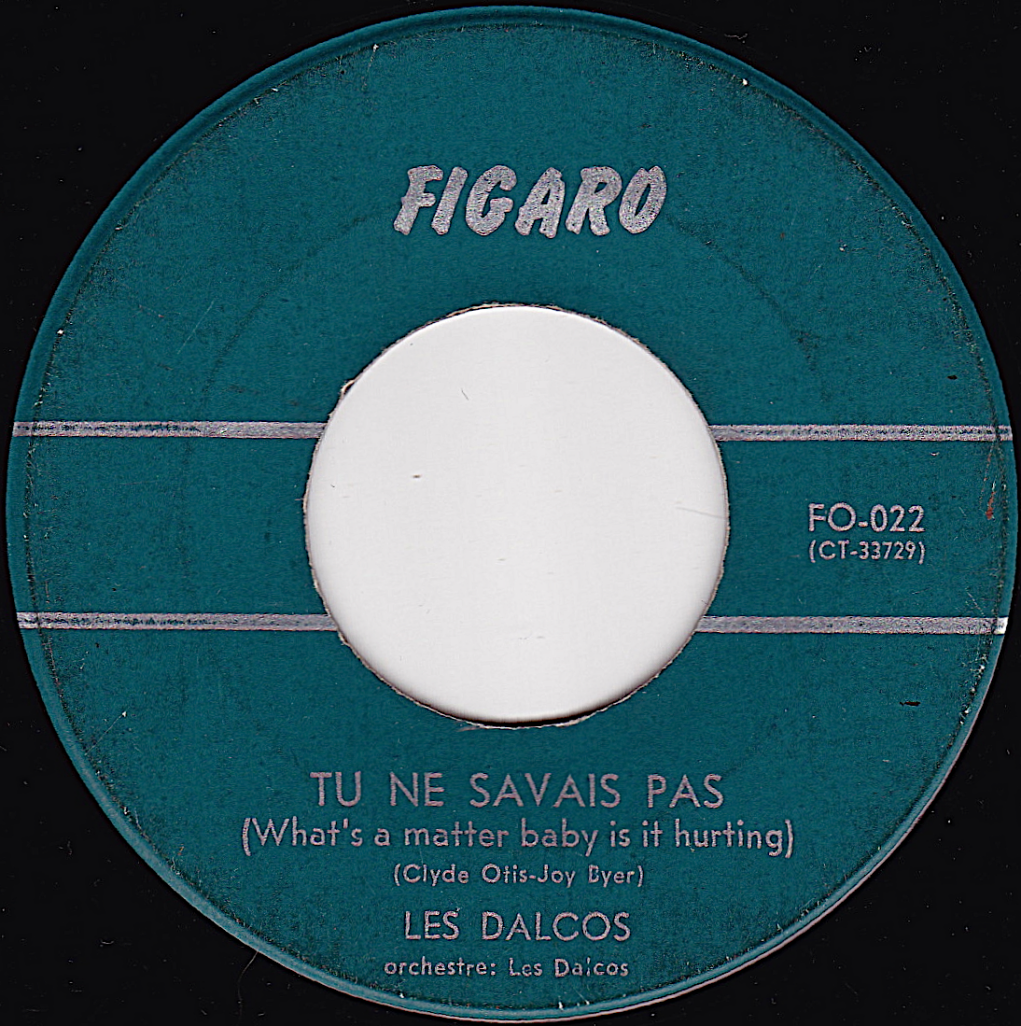 FIGARO
FO-022
(CT-33729)
TU NE SAVAIS PAS
(What's a matter baby is it hurting)
(Clyde Otis-Joy Byer)
LES DALCOS
orchestre: Les Dalcos